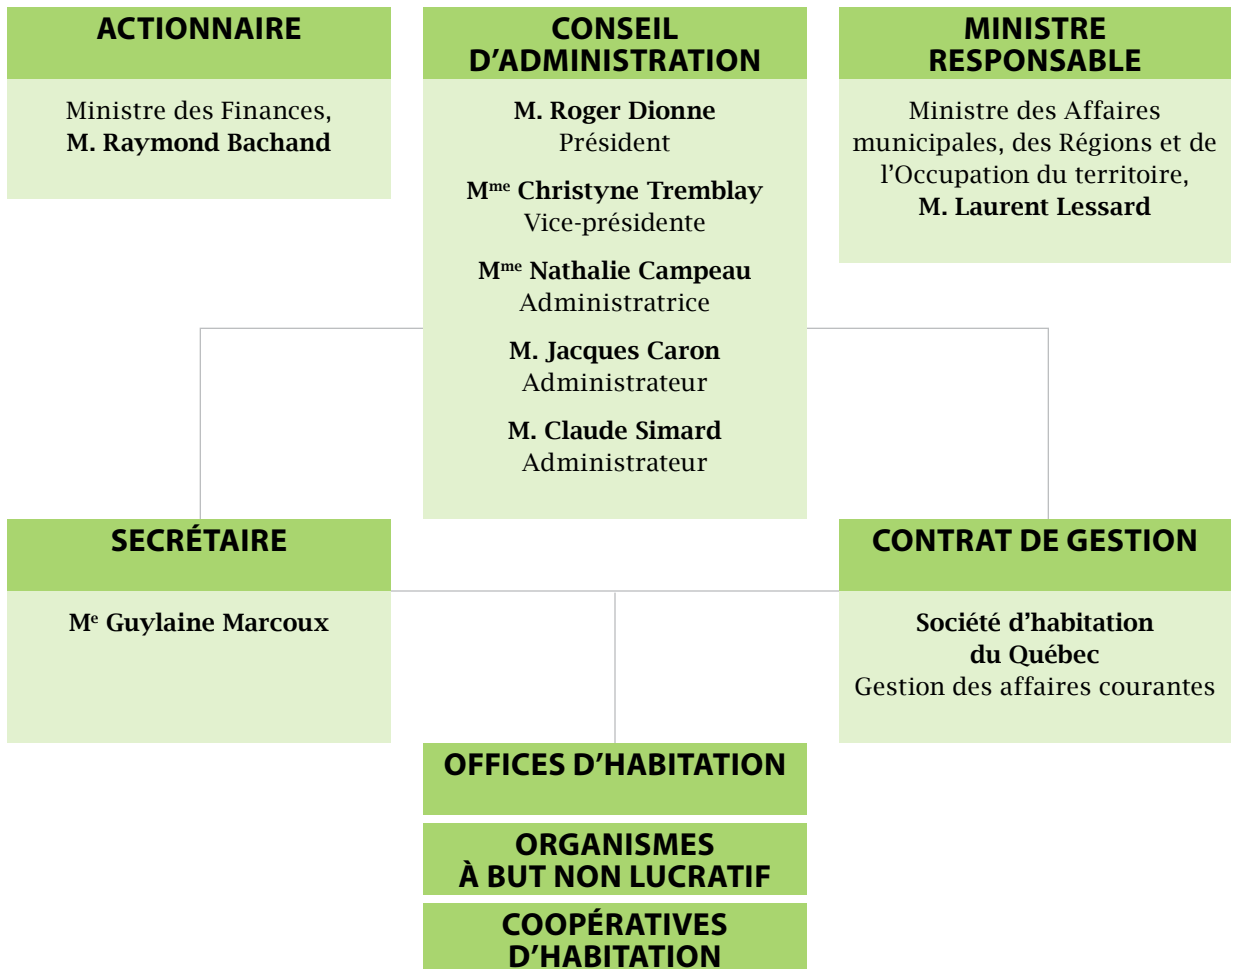 ACTIONNAIRE
Ministre des Finances,
M. Raymond Bachand
CONSEIL
D’ADMINISTRATION
M. Roger Dionne
Président
Mme Christyne Tremblay
Vice-présidente
Mme Nathalie Campeau
Administratrice
M. Jacques Caron
Administrateur
M. Claude Simard
Administrateur
MINISTRE
RESPONSABLE
Ministre des Affaires
municipales, des Régions et de
l’Occupation du territoire,
M. Laurent Lessard
SECRÉTAIRE
Me Guylaine Marcoux
CONTRAT DE GESTION
Société d’habitation
du Québec
Gestion des affaires courantes
OFFICES D’HABITATION
ORGANISMES
À BUT NON LUCRATIF
COOPÉRATIVES
D’HABITATION